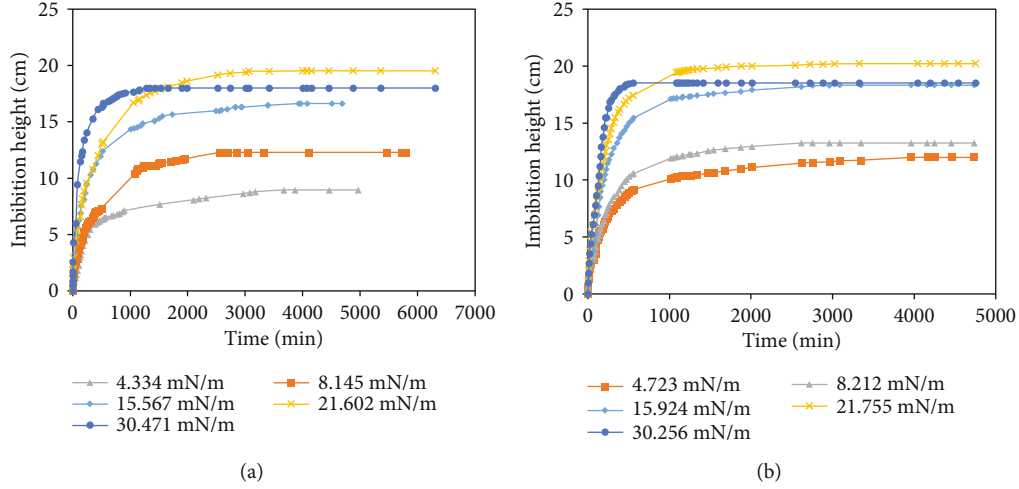 25
20
15
10
5
0
Imbibition height (cm)
0 1000 2000 3000 4000 5000 6000 7000
Time (min)
4.334 mN/m 8.145 mN/m
15.567 mN/m 21.602 mN/m
30.471 mN/m
(a)
25
20
15
10
5
0
Imbibition height (cm)
0 1000 2000 3000 4000 5000
Time (min)
4.723 mN/m 8.212 mN/m
15.924 mN/m 21.755 mN/m
30.256 mN/m
(b)